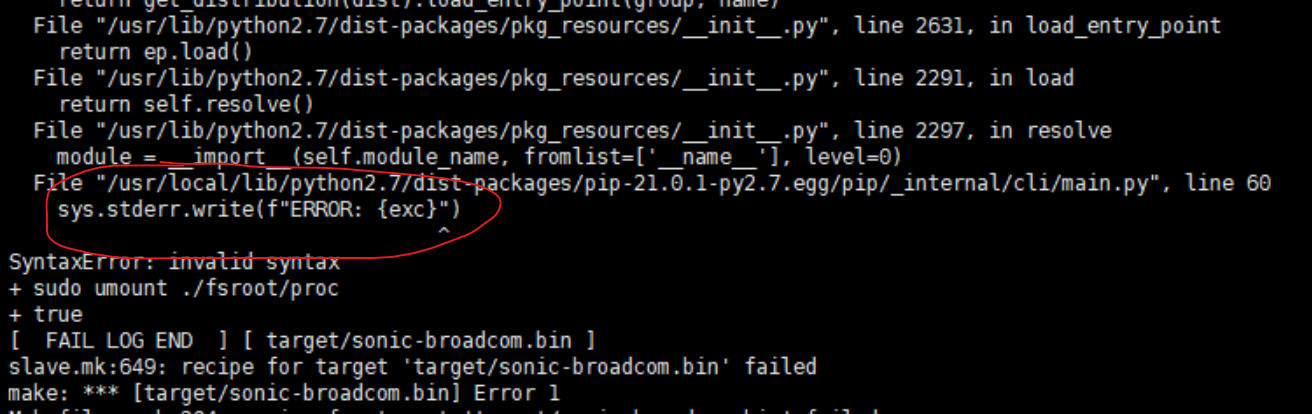 return get_distribution(dist).load_entry_point(group, name)
File "/usr/lib/python2.7/dist-packages/pkg_resources/__init__.py", line 2631, in load_entry_point
return ep.load()
File "/usr/lib/python2.7/dist-packages/pkg_resources/__init__.py", line 2291, in load
return self.resolve()
File "/usr/lib/python2.7/dist-packages/pkg_resources/__init__.py", line 2297, in resolve
module = __import__(self.module_name, fromlist=['__name__'], level=0)
File "/usr/local/lib/python2.7/dist-packages/pip-21.0.1-py2.7.egg/pip/_internal/cli/main.py", line 60
sys.stderr.write(f"ERROR: {exc}")
^
SyntaxError: invalid syntax
+ sudo umount ./fsroot/proc
+ true
[  FAIL LOG END  ] [ target/sonic-broadcom.bin ]
slave.mk:649: recipe for target 'target/sonic-broadcom.bin' failed
make: *** [target/sonic-broadcom.bin] Error 1